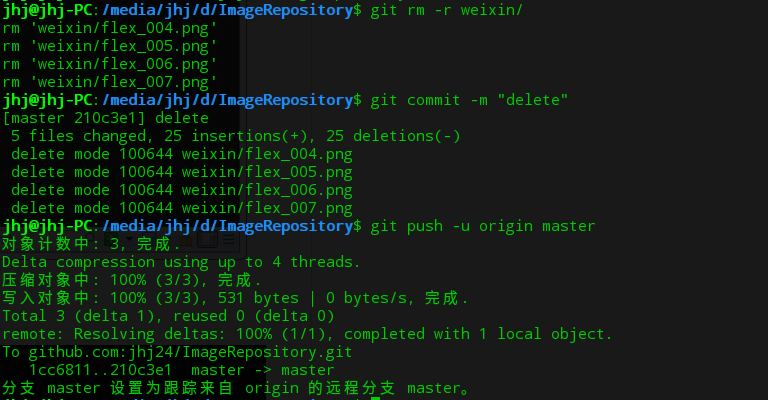 jhj@jhj-PC:/media/jhj/d/ImageRepository$ git rm -r weixin/
rm 'weixin/flex_004.png'
rm 'weixin/flex_005.png'
rm 'weixin/flex_006.png'
rm 'weixin/flex_007.png'
jhj@jhj-PC:/media/jhj/d/ImageRepository$ git commit -m "delete"
[master 210c3e1] delete
 5 files changed, 25 insertions(+), 25 deletions(-)
 delete mode 100644 weixin/flex_004.png
 delete mode 100644 weixin/flex_005.png
 delete mode 100644 weixin/flex_006.png
 delete mode 100644 weixin/flex_007.png
jhj@jhj-PC:/media/jhj/d/ImageRepository$ git push -u origin master
对象计数中: 3, 完成.
Delta compression using up to 4 threads.
压缩对象中: 100% (3/3), 完成.
写入对象中: 100% (3/3), 531 bytes | 0 bytes/s, 完成.
Total 3 (delta 1), reused 0 (delta 0)
remote: Resolving deltas: 100% (1/1), completed with 1 local object.
To github.com:jhj24/ImageRepository.git
   1cc6811..210c3e1  master -> master
分支 master 设置为跟踪来自 origin 的远程分支 master。